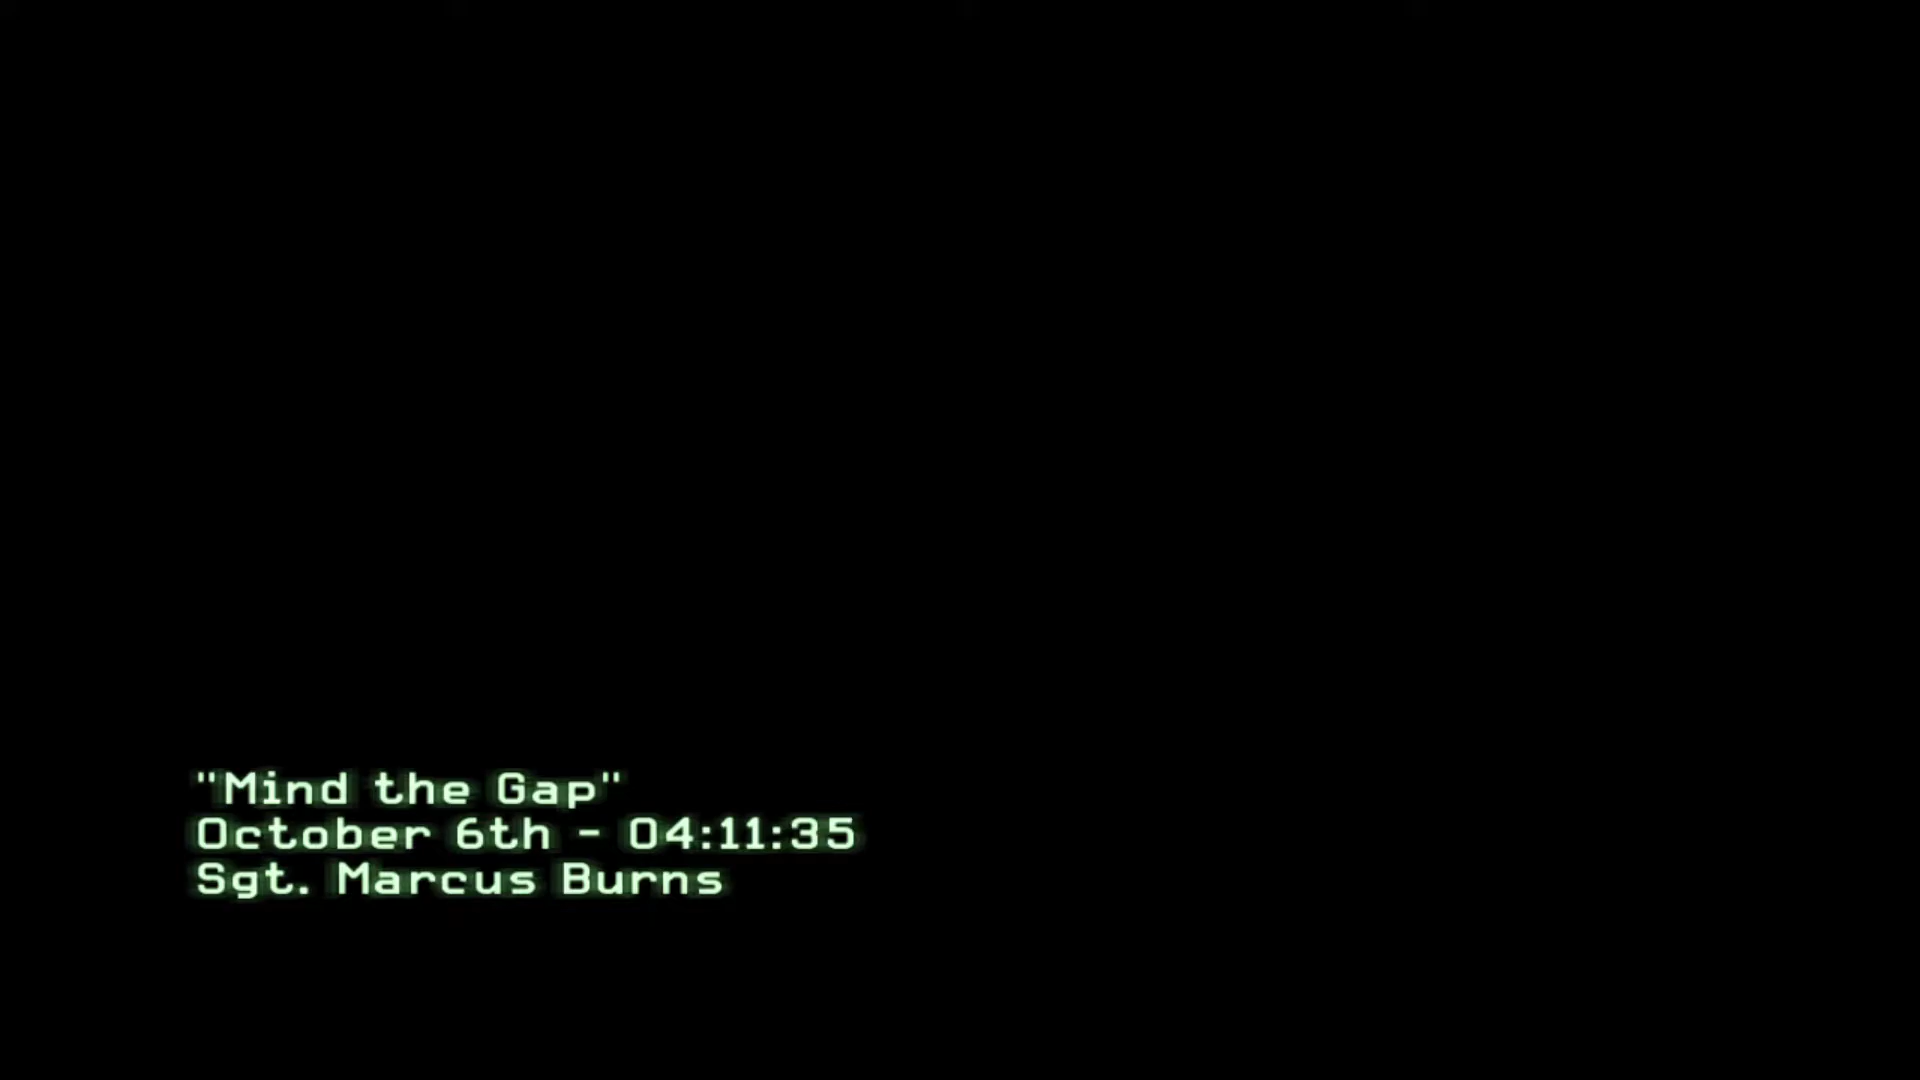 "Mind the Gap"
October 6th - 04:11:35
Sgt. Marcus Burns